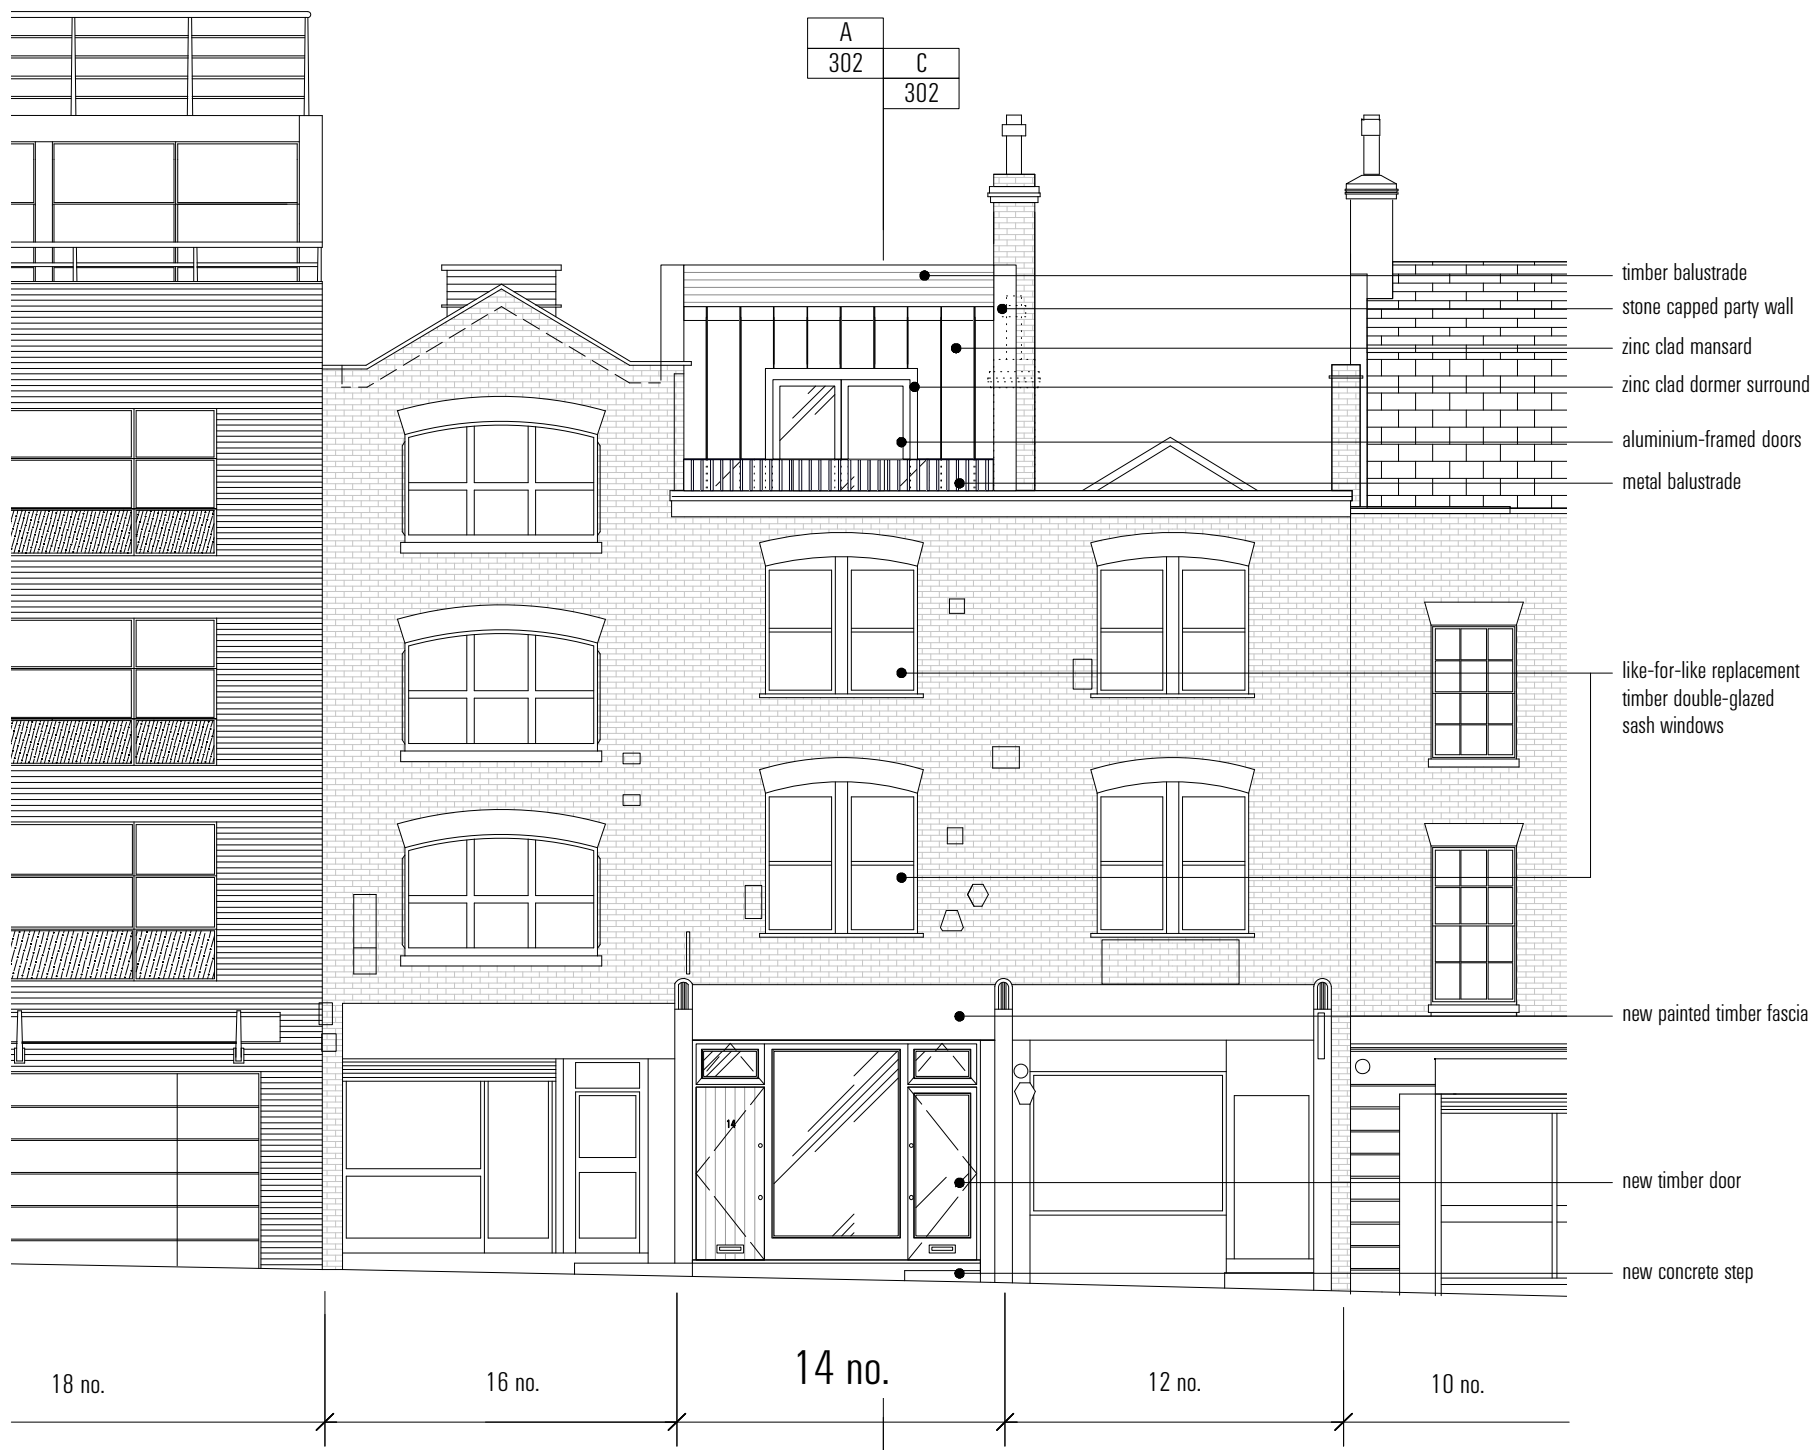 A
302
C
302
timber balustrade
stone capped party wall
zinc clad mansard
zinc clad dormer surround
aluminium-framed doors
metal balustrade
like-for-like replacement
timber double-glazed
sash windows
new painted timber fascia
14
new timber door
new concrete step
18 no.
16 no.
14 no.
12 no.
10 no.